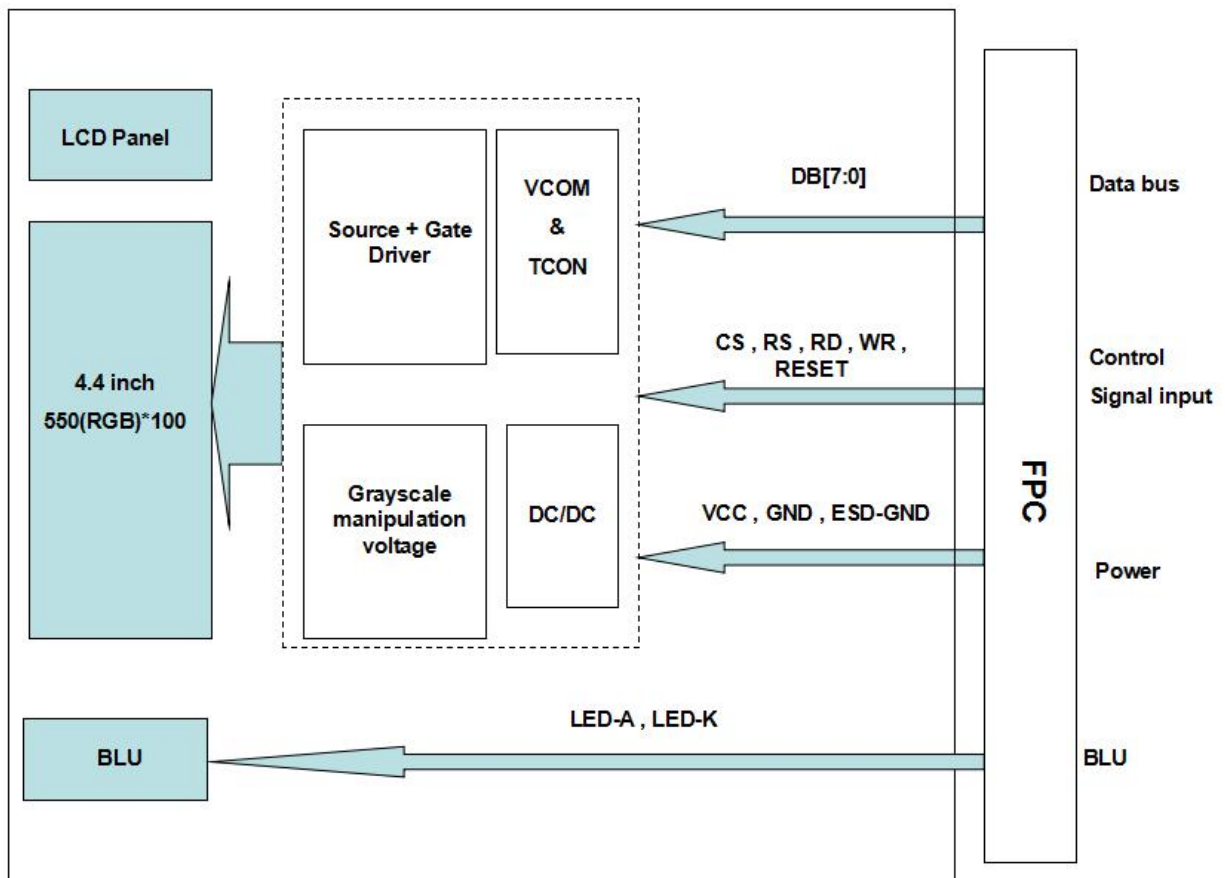 LCD Panel
4.4 inch
550(RGB)*100
BLU
Source + Gate
Driver
VCOM
&
TCON
Grayscale
manipulation
voltage
DC/DC
DB[7:0]
CS , RS , RD , WR ,
RESET
VCC , GND , ESD-GND
LED-A , LED-K
FPC
Data bus
Control
Signal input
Power
BLU